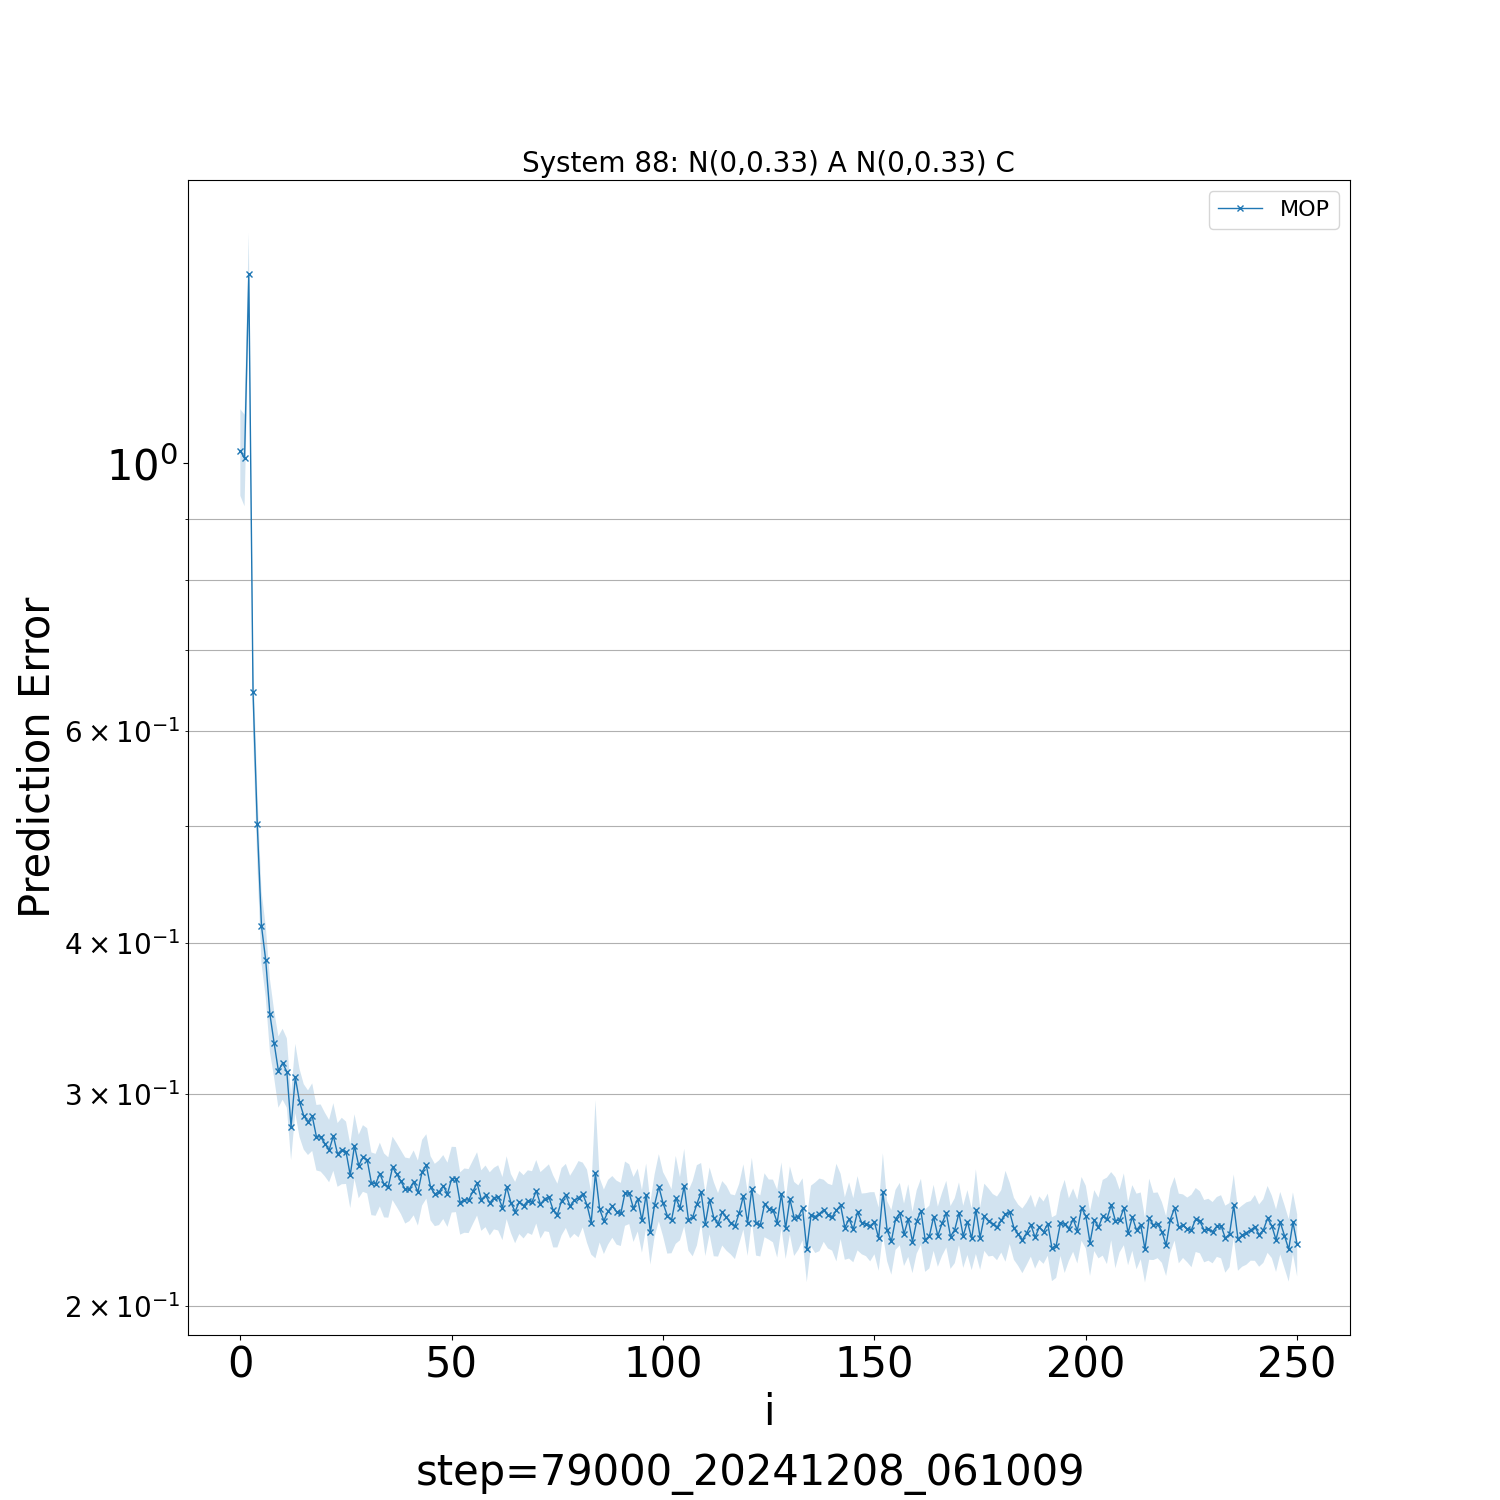 System 88: N(0,0.33) A N(0,0.33) C
MOP
10⁰
6 × 10⁻¹
4 × 10⁻¹
3 × 10⁻¹
2 × 10⁻¹
Prediction Error
0 50 100 150 200 250
i
step=79000_20241208_061009